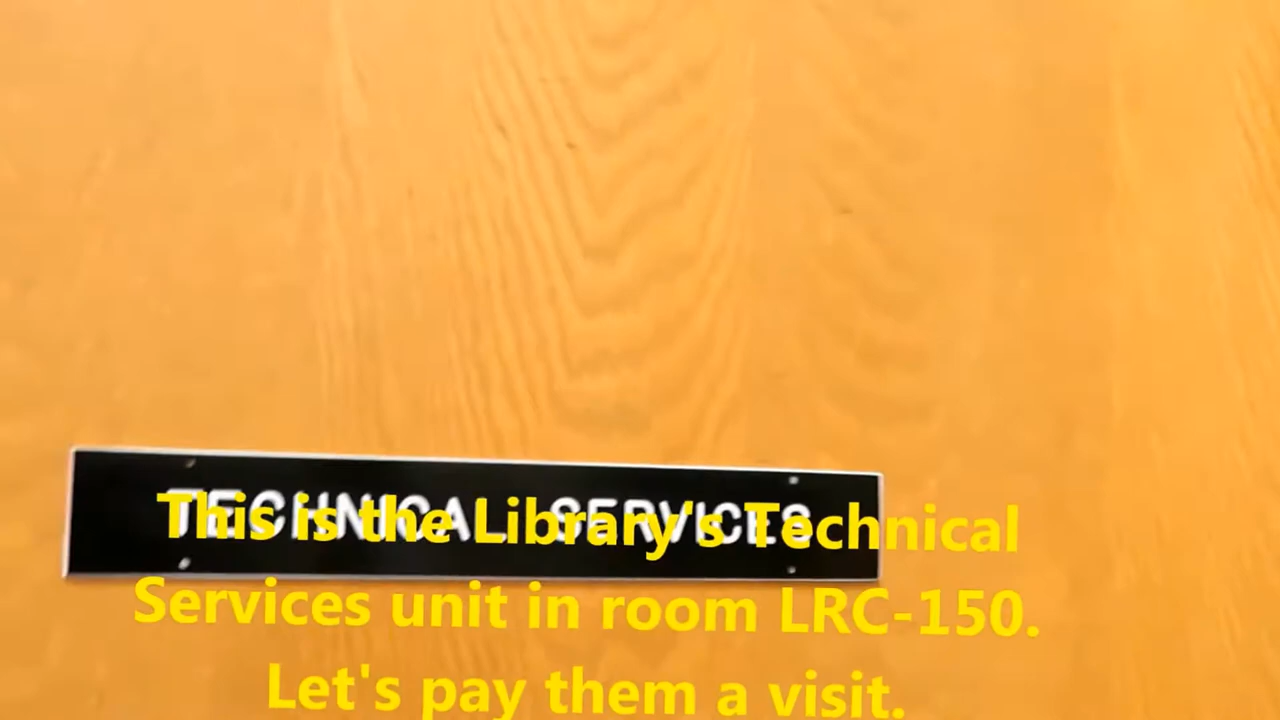 TECHNICAL SERVICES
This is the Library's Technical
Services unit in room LRC-150.
Let's pay them a visit.